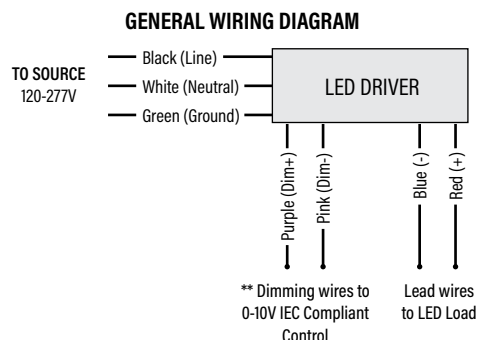 GENERAL WIRING DIAGRAM
TO SOURCE
120-277V
Black (Line)
White (Neutral)
Green (Ground)
LED DRIVER
Purple (Dim+)
Pink (Dim-)
Blue (-)
Red (+)
** Dimming wires to
0-10V IEC Compliant
Control
Lead wires
to LED Load